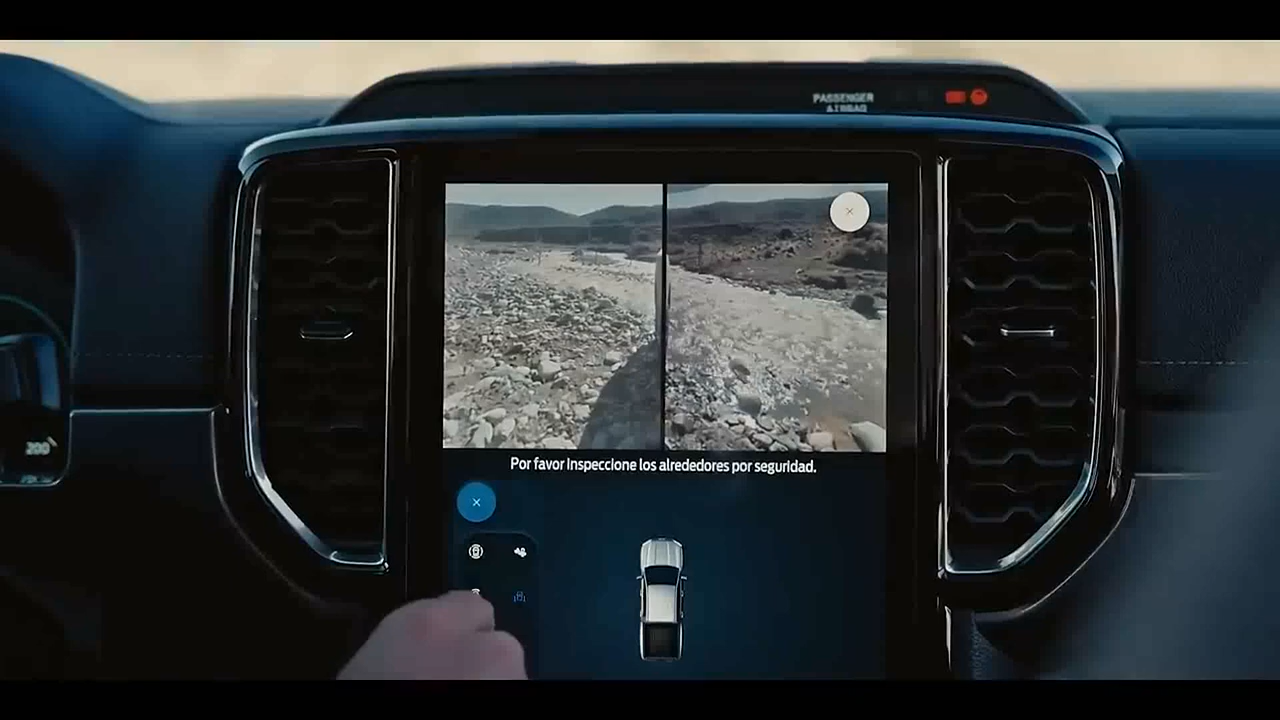 PASSENGER
AIRBAG
Por favor Inspeccione los alrededores por seguridad.
200